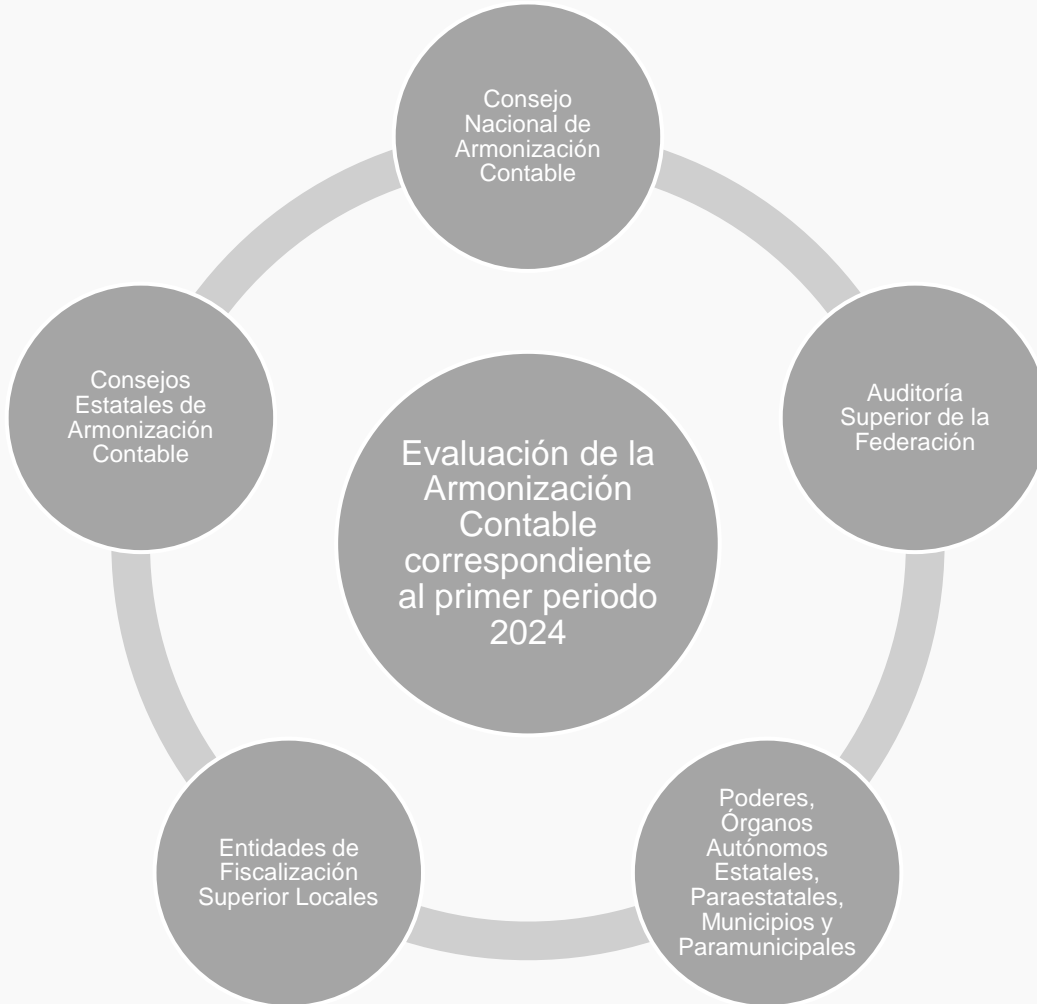 Consejo
Nacional de
Armonización
Contable
Consejos
Estatales de
Armonización
Contable
Auditoría
Superior de la
Federación
Evaluación de la
Armonización
Contable
correspondiente
al primer periodo
2024
Entidades de
Fiscalización
Superior Locales
Poderes,
Órganos
Autónomos
Estatales,
Paraestatales,
Municipios y
Paramunicipales